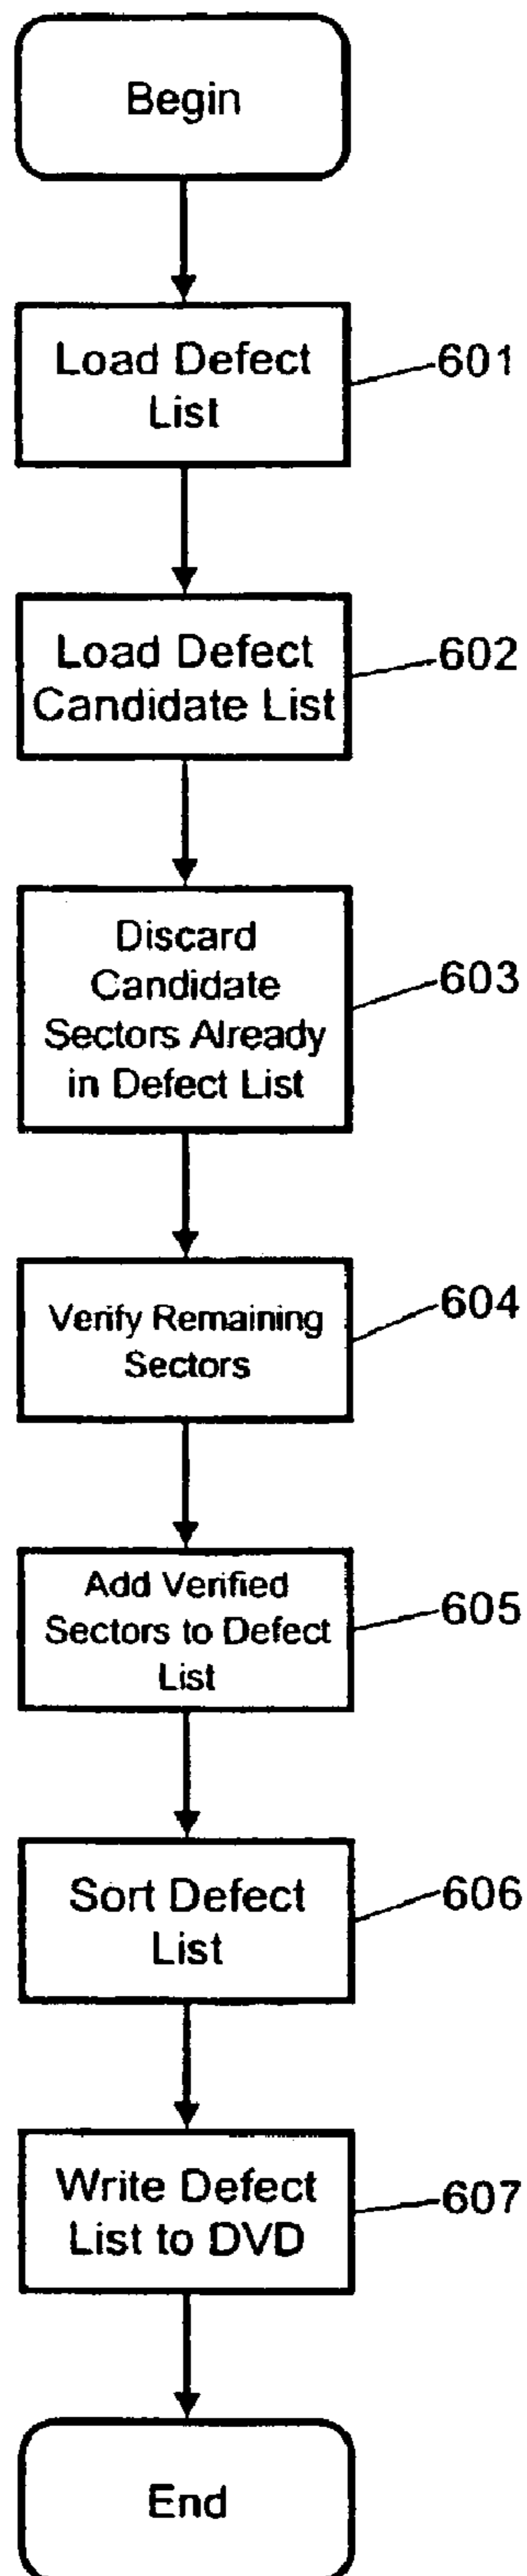 Begin
Load Defect
List
601
Load Defect
Candidate List
602
Discard
Candidate
Sectors Already
in Defect List
603
Verify Remaining
Sectors
604
Add Verified
Sectors to Defect
List
605
Sort Defect
List
606
Write Defect
List to DVD
607
End